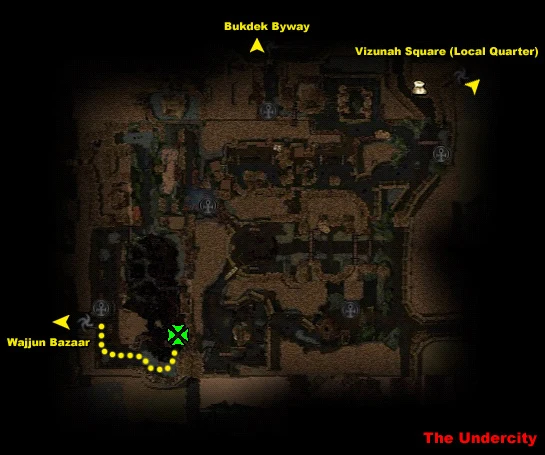 Bukdek Byway
Vizunah Square (Local Quarter)
Wajjun Bazaar
The Undercity